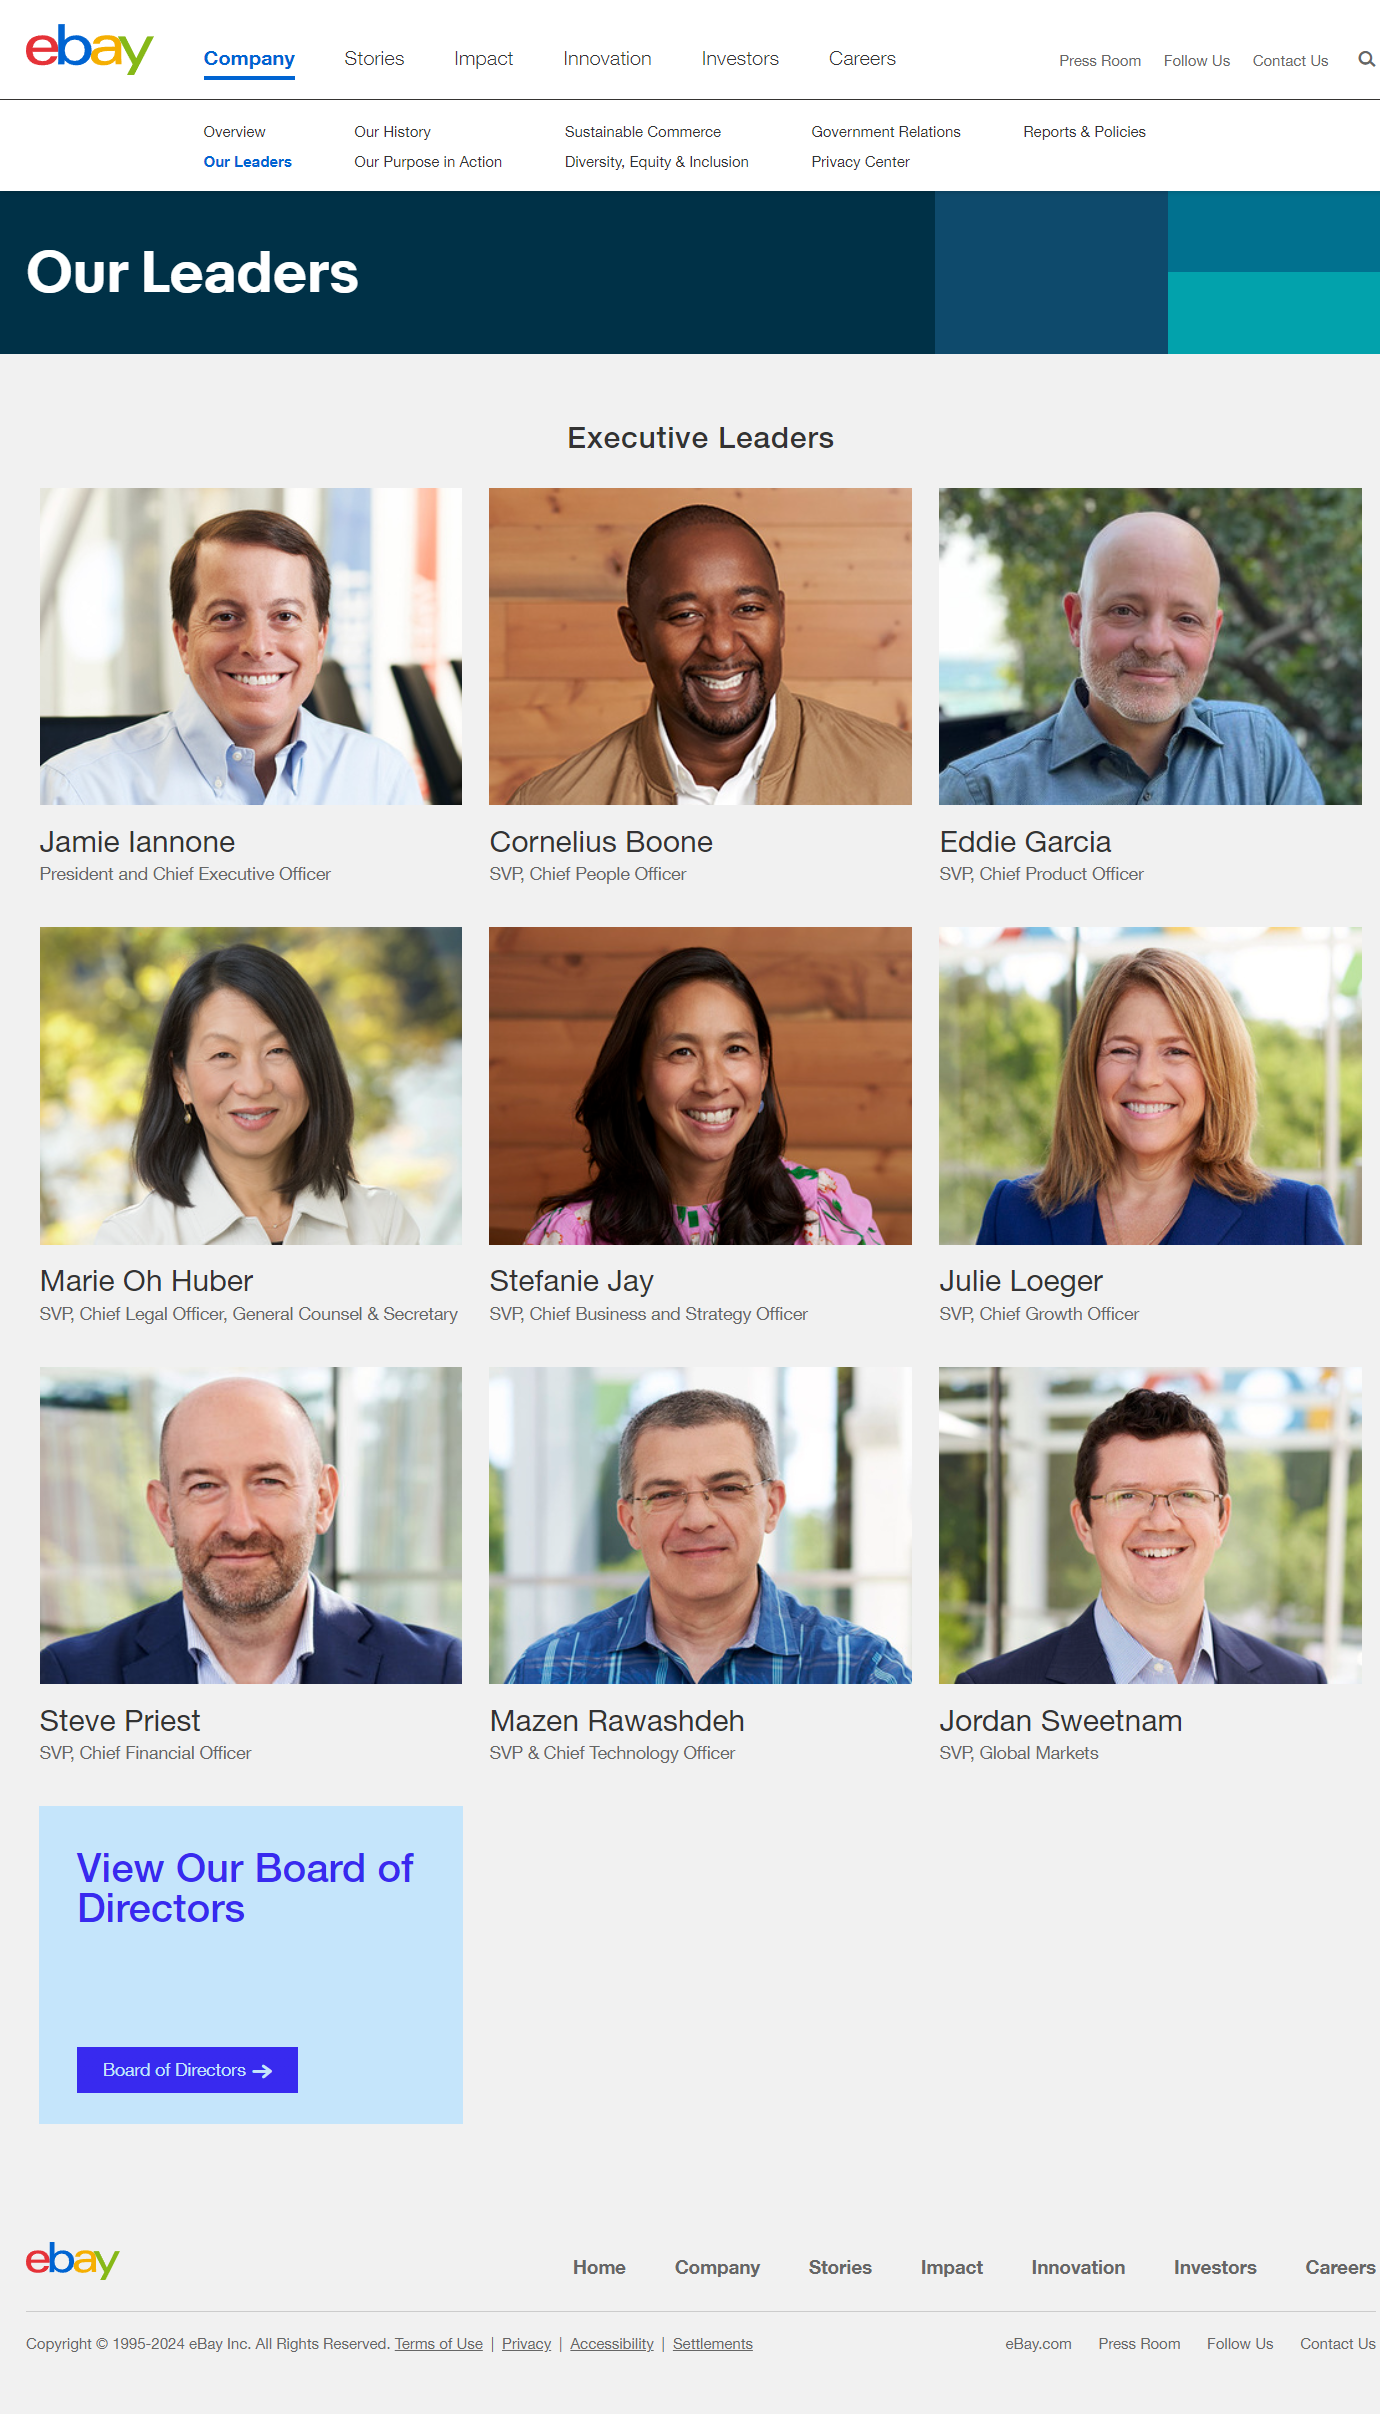 ebay
Company Stories Impact Innovation Investors Careers Press Room Follow Us Contact Us
Overview Our History Sustainable Commerce Government Relations Reports & Policies
Our Leaders Our Purpose in Action Diversity, Equity & Inclusion Privacy Center
Our Leaders
Executive Leaders
Jamie Iannone
President and Chief Executive Officer
Cornelius Boone
SVP, Chief People Officer
Eddie Garcia
SVP, Chief Product Officer
Marie Oh Huber
SVP, Chief Legal Officer, General Counsel & Secretary
Stefanie Jay
SVP, Chief Business and Strategy Officer
Julie Loeger
SVP, Chief Growth Officer
Steve Priest
SVP, Chief Financial Officer
Mazen Rawashdeh
SVP & Chief Technology Officer
Jordan Sweetnam
SVP, Global Markets
View Our Board of
Directors
Board of Directors
ebay
Home Company Stories Impact Innovation Investors Careers
Copyright © 1995-2024 eBay Inc. All Rights Reserved. Terms of Use | Privacy | Accessibility | Settlements
eBay.com Press Room Follow Us Contact Us